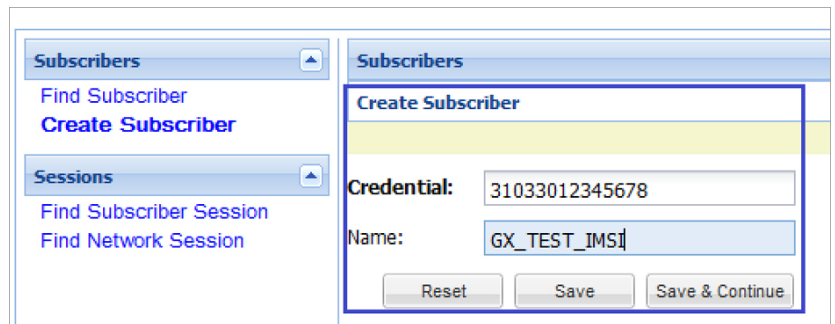 Subscribers
Find Subscriber
Create Subscriber
Sessions
Find Subscriber Session
Find Network Session
Subscribers
Create Subscriber
Credential: 31033012345678
Name: GX_TEST_IMSI
Reset Save Save & Continue